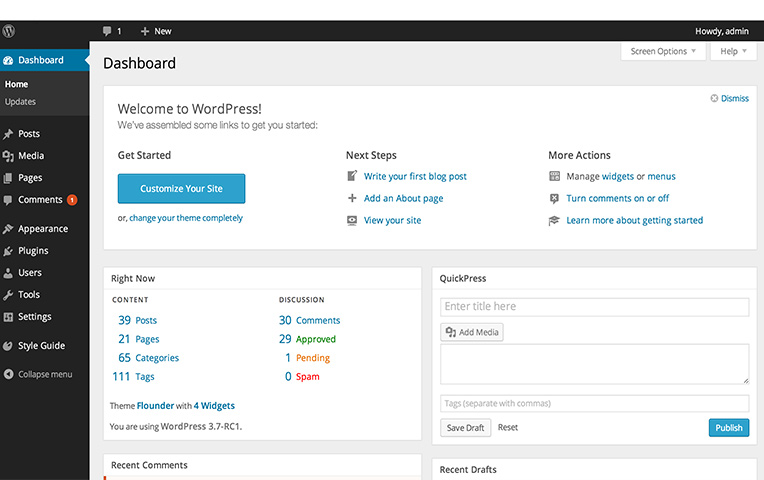 1
New
Howdy, admin
Dashboard
Home
Updates
Posts
Media
Pages
Comments 1
Appearance
Plugins
Users
Tools
Settings
Style Guide
Collapse menu
Screen Options
Help
Dashboard
Dismiss
Welcome to WordPress!
We've assembled some links to get you started:
Get Started
Customize Your Site
or, change your theme completely
Next Steps
Write your first blog post
Add an About page
View your site
More Actions
Manage widgets or menus
Turn comments on or off
Learn more about getting started
Right Now
CONTENT
39 Posts
21 Pages
65 Categories
111 Tags
DISCUSSION
30 Comments
29 Approved
1 Pending
0 Spam
Theme Flounder with 4 Widgets
You are using WordPress 3.7-RC1.
Recent Comments
QuickPress
Enter title here
Add Media
Tags (separate with commas)
Save Draft
Reset
Publish
Recent Drafts